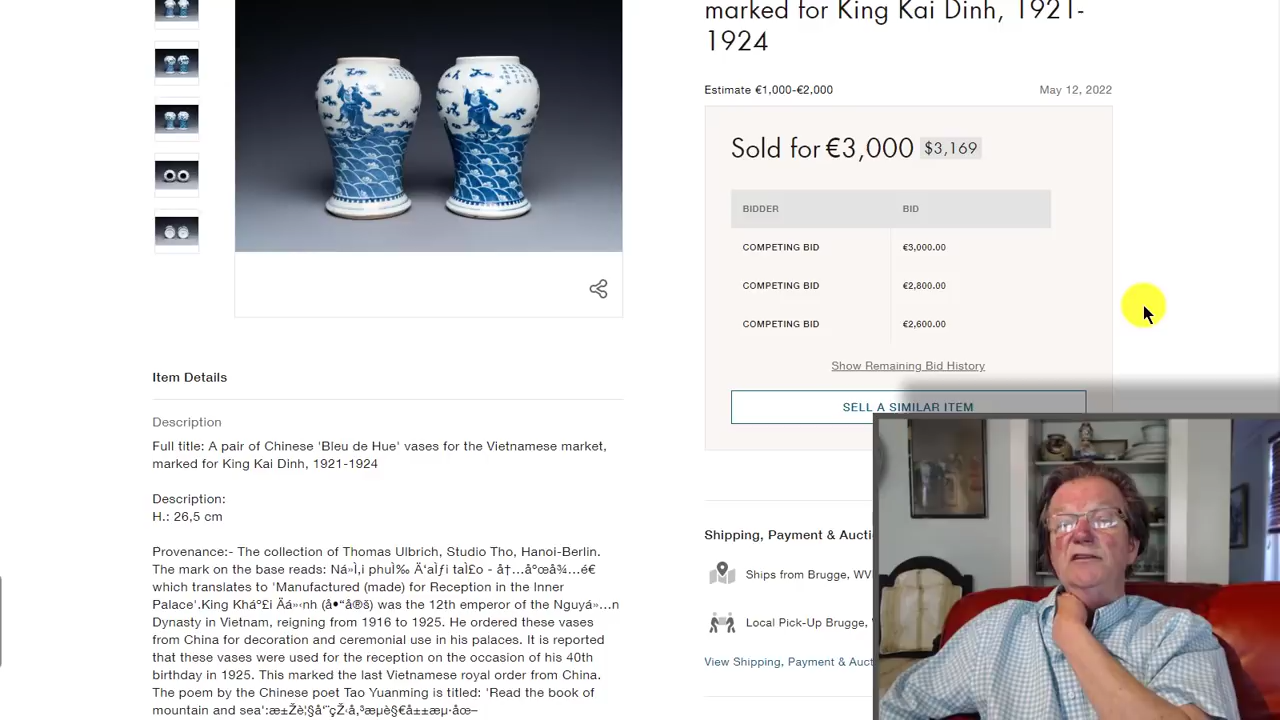 marked for King Kai Dinh, 1921-
1924
Estimate €1,000-€2,000
May 12, 2022
Sold for €3,000 $3,169
BIDDER BID
COMPETING BID €3,000.00
COMPETING BID €2,800.00
COMPETING BID €2,600.00
Show Remaining Bid History
SELL A SIMILAR ITEM
Item Details
Description
Full title: A pair of Chinese 'Bleu de Hue' vases for the Vietnamese market,
marked for King Kai Dinh, 1921-1924
Description:
H.: 26,5 cm
Provenance:- The collection of Thomas Ulbrich, Studio Tho, Hanoi-Berlin.
The mark on the base reads:
which translates to 'Manufactured (made) for Reception in the Inner
Palace'.King was the 12th emperor of the
Dynasty in Vietnam, reigning from 1916 to 1925. He ordered these vases
from China for decoration and ceremonial use in his palaces. It is reported
that these vases were used for the reception on the occasion of his 40th
birthday in 1925. This marked the last Vietnamese royal order from China.
The poem by the Chinese poet Tao Yuanming is titled: 'Read the book of
mountain and
Shipping, Payment & Aucti
Ships from Brugge, WV
Local Pick-Up Brugge,
View Shipping, Payment & Auct